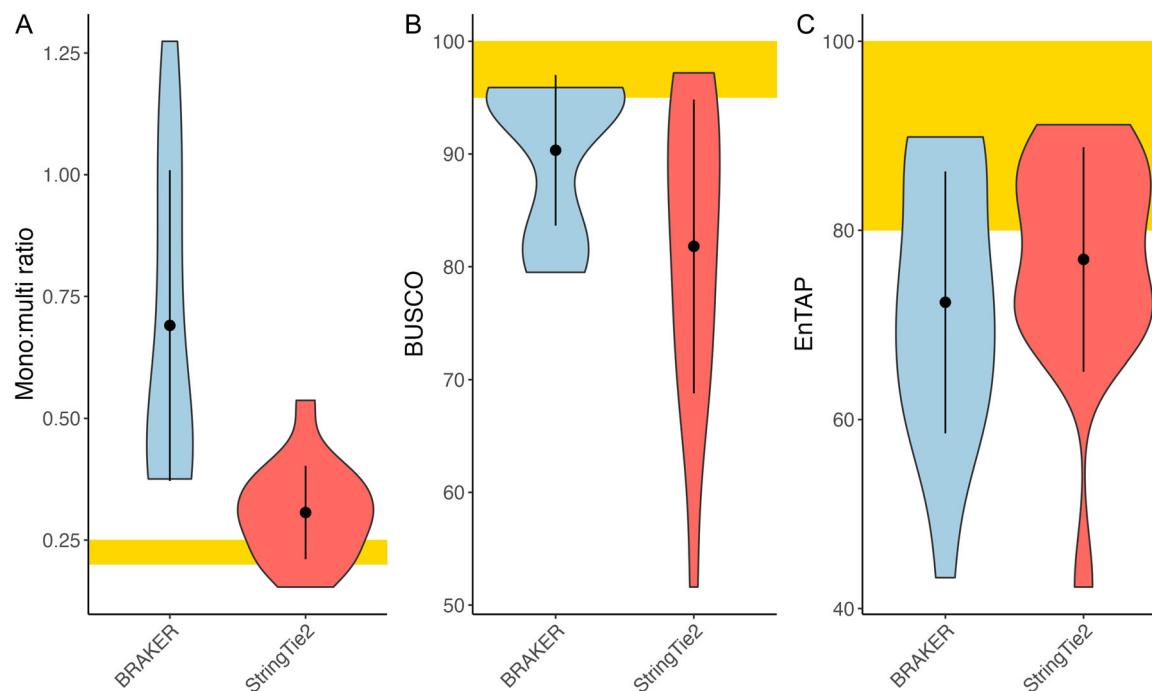 A
Mono:multi ratio
1.25
1.00
0.75
0.50
0.25
BRAKER
StringTie2
B
BUSCO
100
90
80
70
60
50
BRAKER
StringTie2
C
EnTAP
100
80
60
40
BRAKER
StringTie2